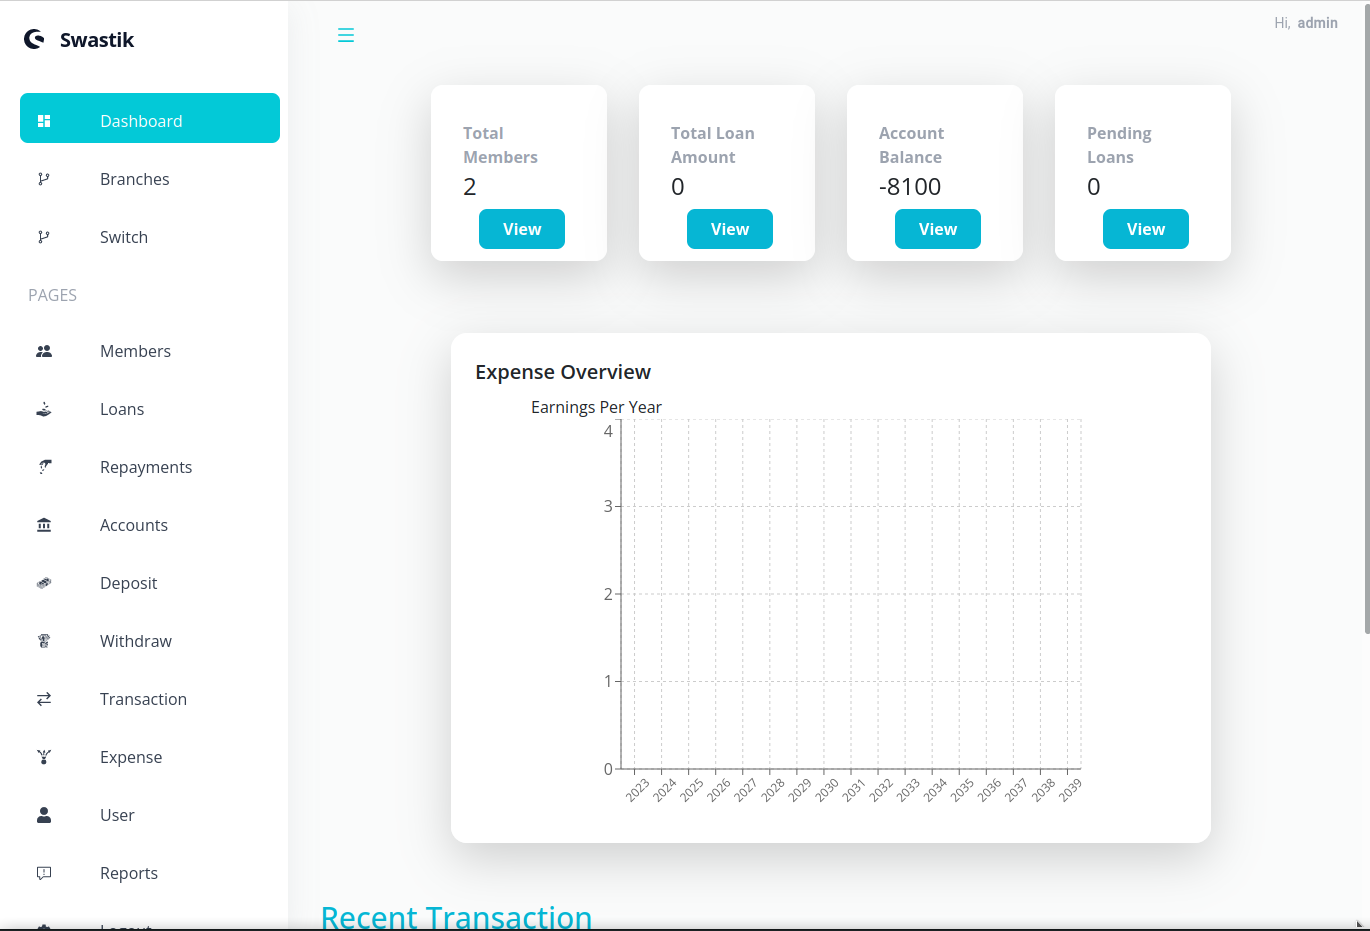 Swastik
Hi, admin
Dashboard
Branches
Switch
PAGES
Members
Loans
Repayments
Accounts
Deposit
Withdraw
Transaction
Expense
User
Reports
Logout
Total
Members
2
View
Total Loan
Amount
0
View
Account
Balance
-8100
View
Pending
Loans
0
View
Expense Overview
Earnings Per Year
4
3
2
1
0
2023 2024 2025 2026 2027 2028 2029 2030 2031 2032 2033 2034 2035 2036 2037 2038 2039
Recent Transaction